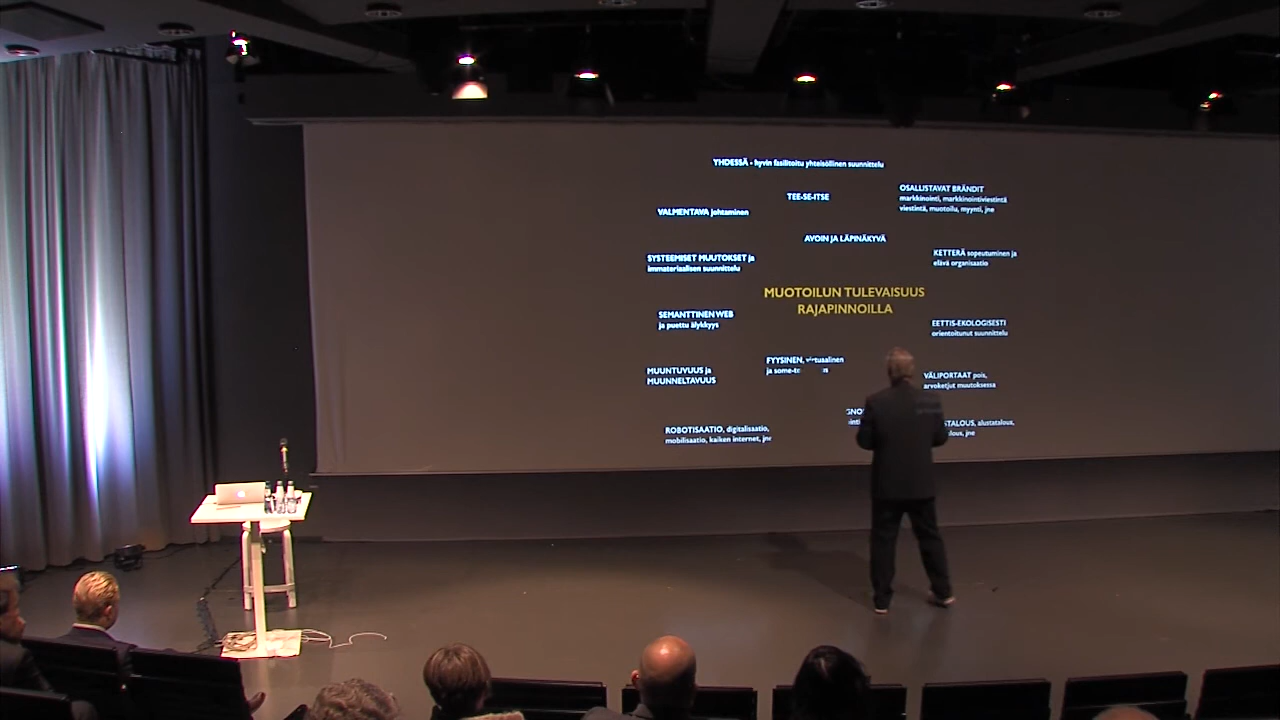 YHDESSÄ - hyvin fasilitoitu yhteisöllinen suunnittelu
TEE-SE-ITSE
OSALLISTAVAT BRÄNDIT
markkinointi, markkinointiviestintä
viestintä, muotoilu, myynti, jne
VALMENTAVA johtaminen
AVOIN JA LÄPINÄKYVÄ
SYSTEEMISET MUUTOKSET ja
immateriaalisen suunnittelu
KETTERÄ sopeutuminen ja
elävä organisaatio
MUOTOILUN TULEVAISUUS
RAJAPINNOILLA
SEMANTTINEN WEB
ja puettu älykkyys
EETTIS-EKOLOGISESTI
orientoitunut suunnittelu
FYYSINEN, virtuaalinen
ja
MUUNTUVUUS ja
MUUNNELTAVUUS
VÄLIPORTAAT pois,
arvoketjut muutoksessa
ROBOTISAATIO, digitalisaatio,
mobilisaatio, kaiken internet, jne
alustatalous,
jne